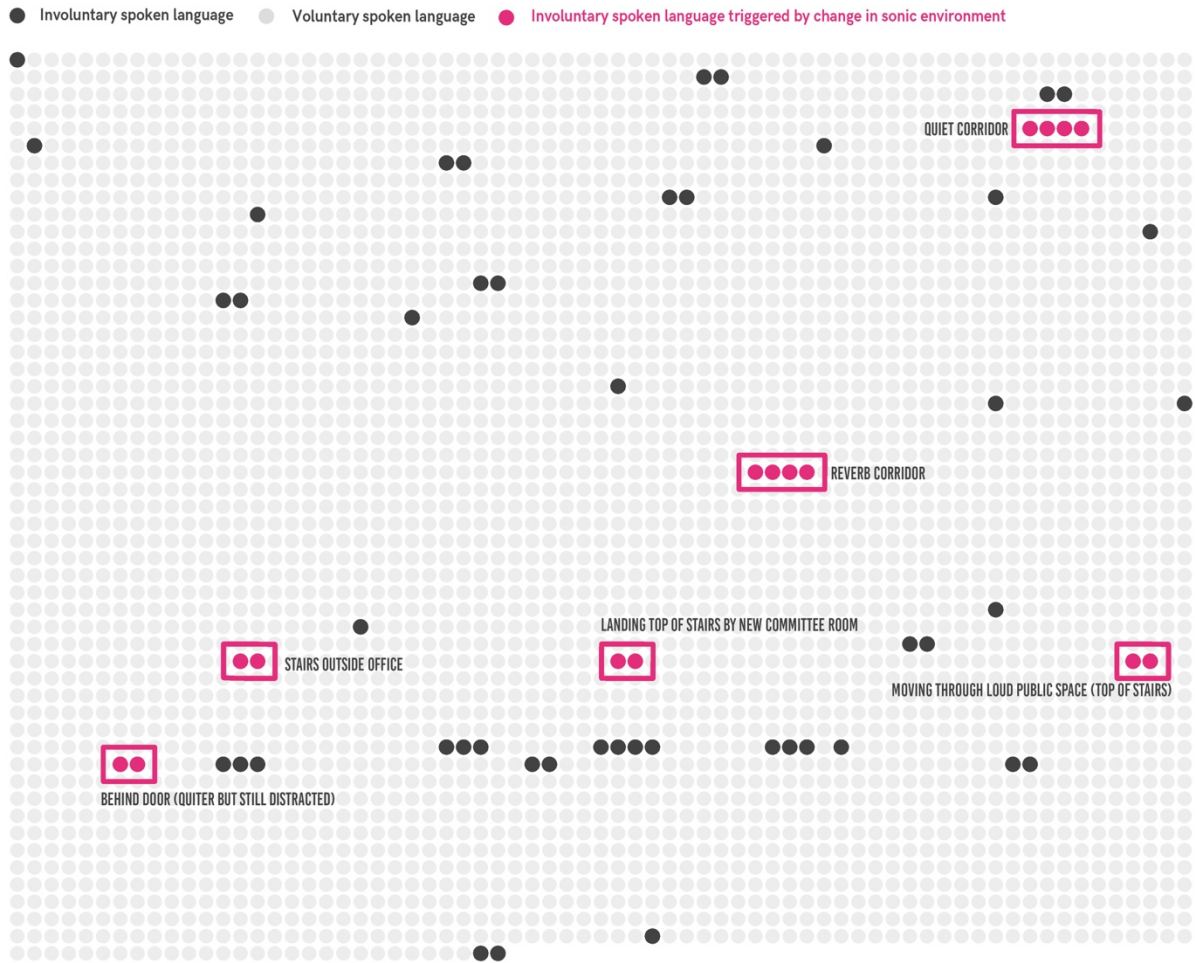 Involuntary spoken language
Voluntary spoken language
Involuntary spoken language triggered by change in sonic environment
QUIET CORRIDOR
REVERB CORRIDOR
LANDING TOP OF STAIRS BY NEW COMMITTEE ROOM
STAIRS OUTSIDE OFFICE
MOVING THROUGH LOUD PUBLIC SPACE (TOP OF STAIRS)
BEHIND DOOR (QUITER BUT STILL DISTRACTED)